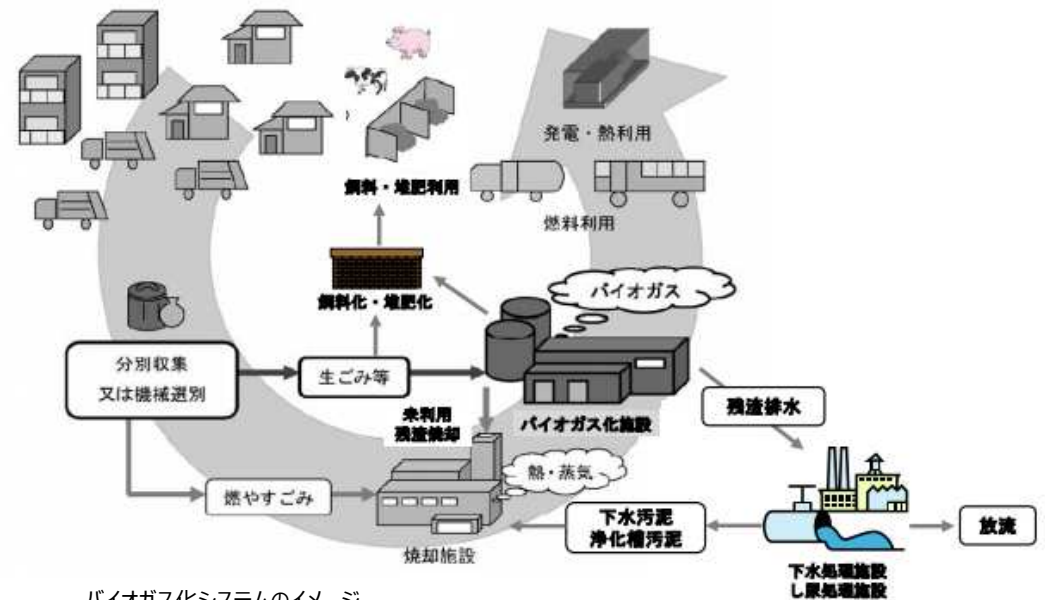 発電・熱利用
飼料・堆肥利用
燃料利用
バイオガス
飼料化・堆肥化
分別収集
又は機械選別
生ごみ等
残渣排水
未利用
残渣焼却
バイオガス化施設
熱・蒸気
燃やすごみ
下水汚泥
浄化槽汚泥
放流
焼却施設
下水処理施設
し尿処理施設
バイオガス化システムのイメージ